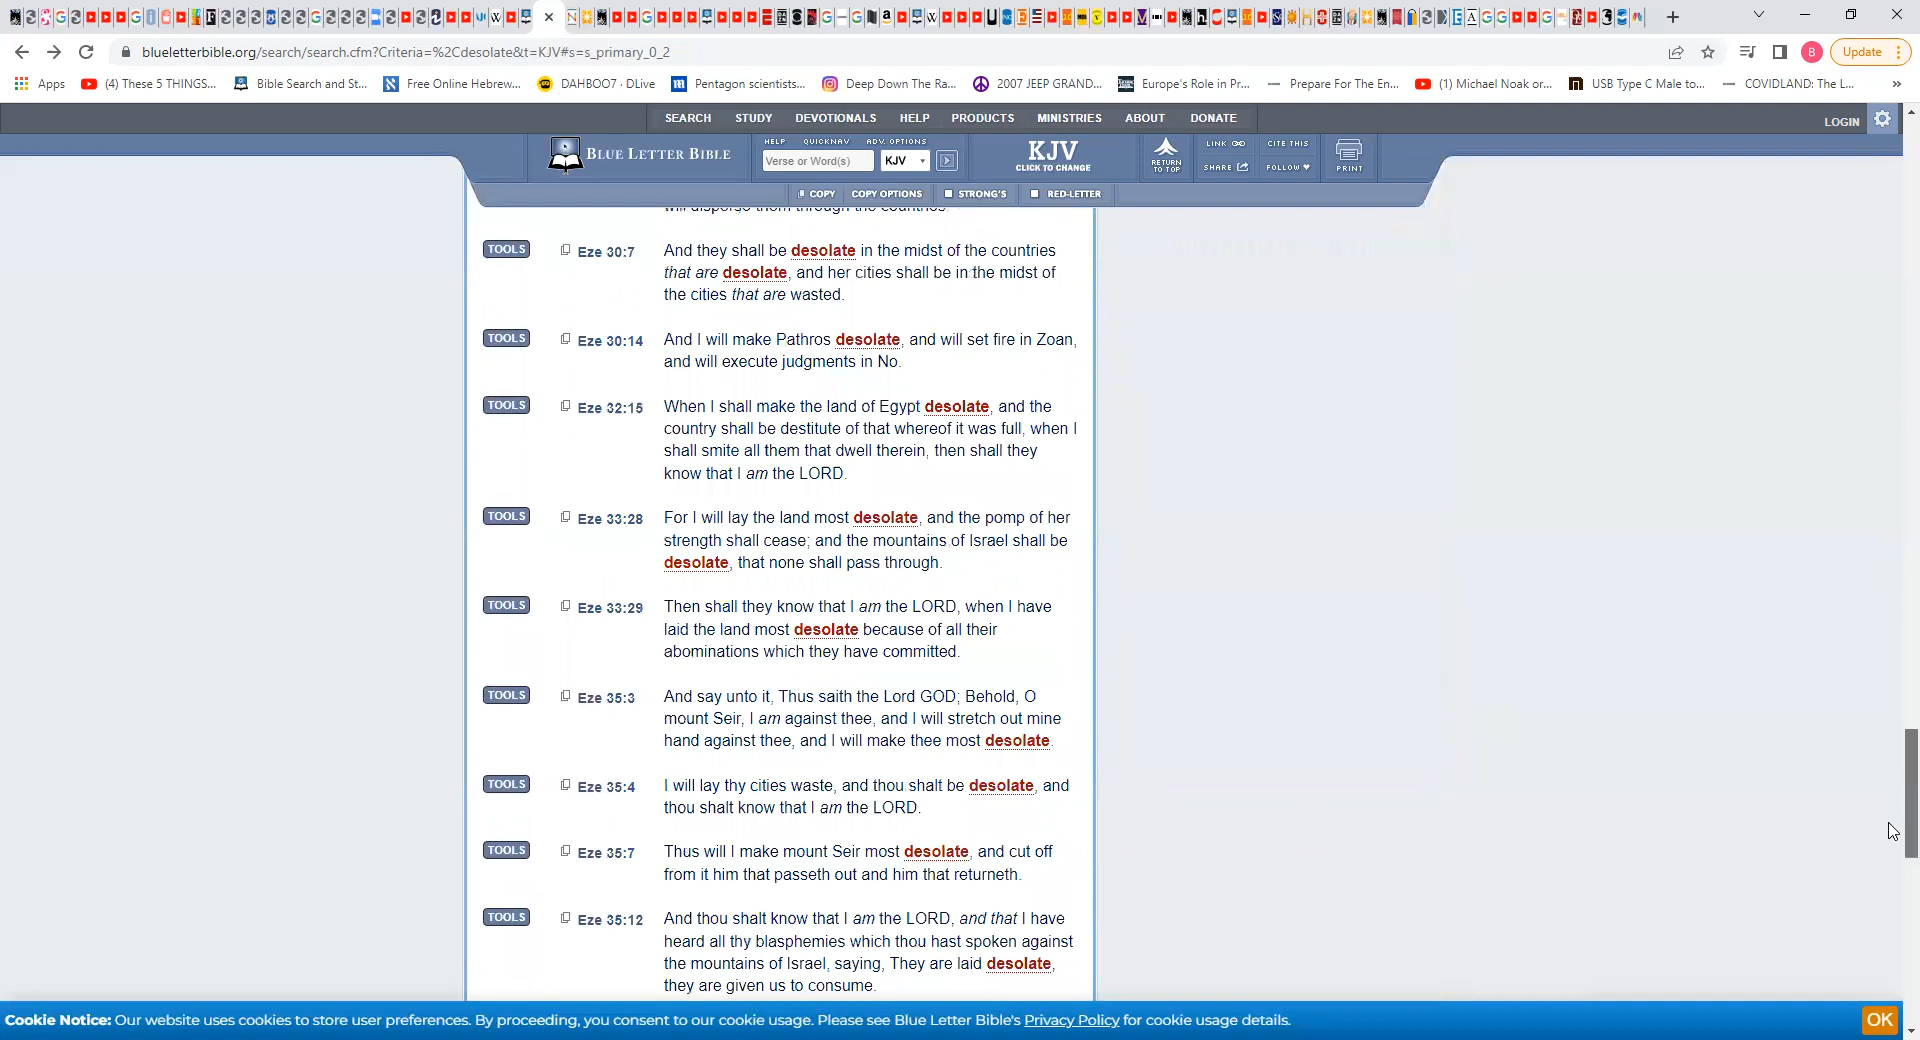 blueletterbible.org/search/search.cfm?Criteria=%2Cdesolate&t=KJV#s=s_primary_0_2
Update
Apps
(4) These 5 THINGS...
Bible Search and St...
Free Online Hebrew...
DAHBOO7 · DLive
Pentagon scientists...
Deep Down The Ra...
2007 JEEP GRAND...
Europe's Role in Pr...
Prepare For The En...
(1) Michael Noak or...
USB Type C Male to...
COVIDLAND: The L...
SEARCH STUDY DEVOTIONALS HELP PRODUCTS MINISTRIES ABOUT DONATE
LOGIN
BLUE LETTER BIBLE
HELP QUICKNAV ADV. OPTIONS
Verse or Word(s)
KJV
KJV
CLICK TO CHANGE
RETURN
TO TOP
LINK
CITE THIS
SHARE
FOLLOW
PRINT
COPY COPY OPTIONS STRONG'S RED-LETTER
will disperse them through the countries.
TOOLS Eze 30:7 And they shall be desolate in the midst of the countries
that are desolate, and her cities shall be in the midst of
the cities that are wasted.
TOOLS Eze 30:14 And I will make Pathros desolate, and will set fire in Zoan,
and will execute judgments in No.
TOOLS Eze 32:15 When I shall make the land of Egypt desolate, and the
country shall be destitute of that whereof it was full, when I
shall smite all them that dwell therein, then shall they
know that I am the LORD.
TOOLS Eze 33:28 For I will lay the land most desolate, and the pomp of her
strength shall cease; and the mountains of Israel shall be
desolate, that none shall pass through.
TOOLS Eze 33:29 Then shall they know that I am the LORD, when I have
laid the land most desolate because of all their
abominations which they have committed.
TOOLS Eze 35:3 And say unto it, Thus saith the Lord GOD; Behold, O
mount Seir, I am against thee, and I will stretch out mine
hand against thee, and I will make thee most desolate.
TOOLS Eze 35:4 I will lay thy cities waste, and thou shalt be desolate, and
thou shalt know that I am the LORD.
TOOLS Eze 35:7 Thus will I make mount Seir most desolate, and cut off
from it him that passeth out and him that returneth.
TOOLS Eze 35:12 And thou shalt know that I am the LORD, and that I have
heard all thy blasphemies which thou hast spoken against
the mountains of Israel, saying, They are laid desolate,
they are given us to consume.
Cookie Notice: Our website uses cookies to store user preferences. By proceeding, you consent to our cookie usage. Please see Blue Letter Bible's Privacy Policy for cookie usage details.
OK